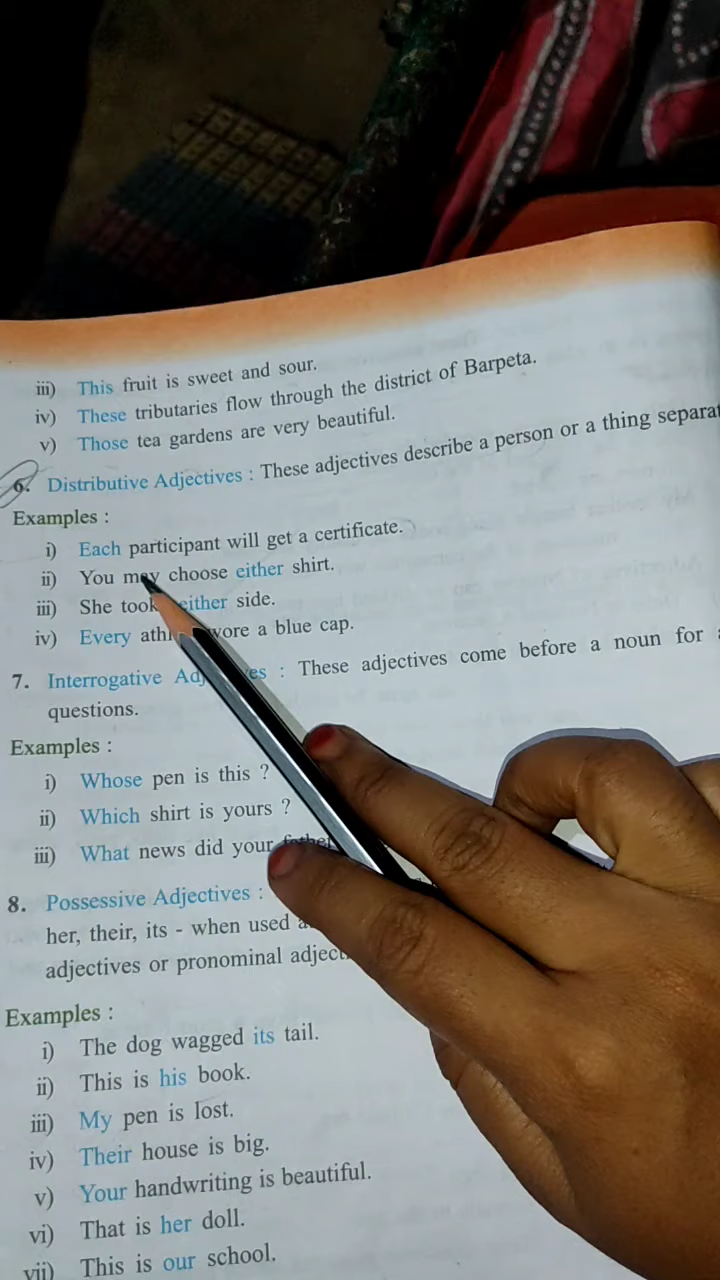 iii) This fruit is sweet and sour.
iv) These tributaries flow through the district of Barpeta.
v) Those tea gardens are very beautiful.
6. Distributive Adjectives : These adjectives describe a person or a thing
Examples :
i) Each participant will get a certificate.
ii) You may choose either shirt.
iii) She took either side.
iv) Every wore a blue cap.
7. Interrogative : These adjectives come before a noun for
questions.
Examples :
i) Whose pen is this ?
ii) Which shirt is yours ?
iii) What news did your
8. Possessive Adjectives :
her, their, its - when used
adjectives or pronominal
Examples :
i) The dog wagged its tail.
ii) This is his book.
iii) My pen is lost.
iv) Their house is big.
v) Your handwriting is beautiful.
vi) That is her doll.
vii) This is our school.